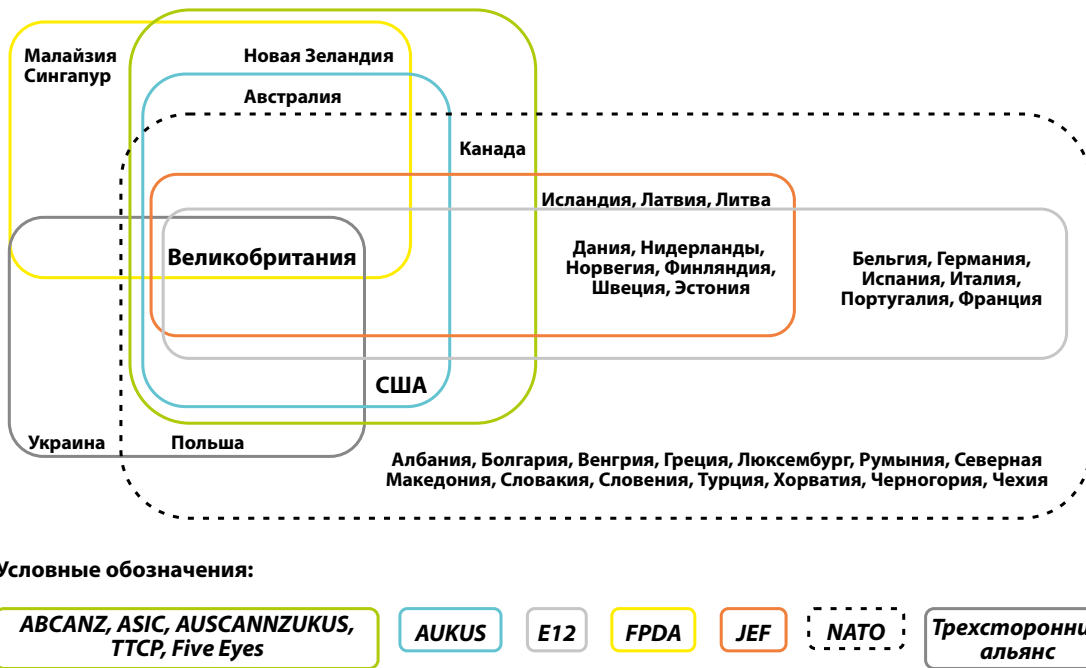 Малайзия
Сингапур
Новая Зеландия
Австралия
Канада
Исландия, Латвия, Литва
Великобритания
Дания, Нидерланды,
Норвегия, Финляндия,
Швеция, Эстония
Бельгия, Германия,
Испания, Италия,
Португалия, Франция
США
Украина
Польша
Албания, Болгария, Венгрия, Греция, Люксембург, Румыния, Северная
Македония, Словакия, Словения, Турция, Хорватия, Черногория, Чехия
Условные обозначения:
ABCANZ, ASIC, AUSCANNZUKUS,
TTCP, Five Eyes
AUKUS
E12
FPDA
JEF
NATO
Трехсторонний
альянс